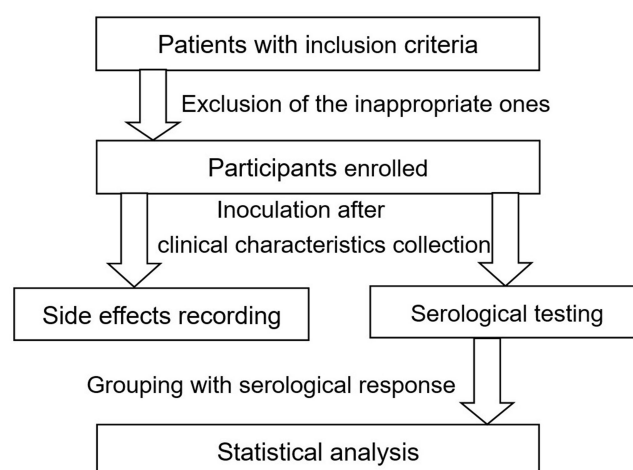 Patients with inclusion criteria
Exclusion of the inappropriate ones
Participants enrolled
Inoculation after
clinical characteristics collection
Side effects recording
Serological testing
Grouping with serological response
Statistical analysis